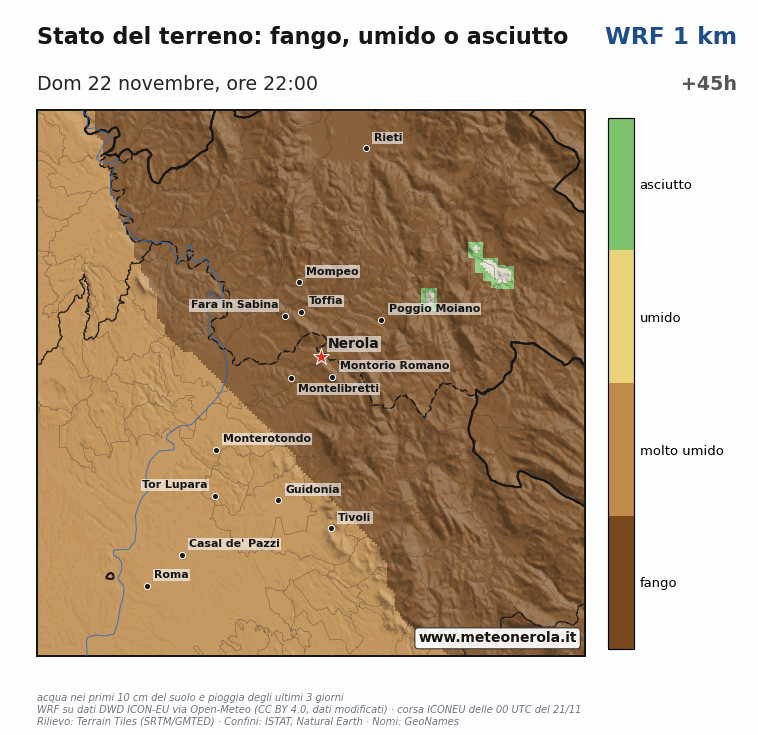 Stato del terreno: fango, umido o asciutto WRF 1 km
Dom 22 novembre, ore 22:00 +45h
Rieti
asciutto
Mompeo
Fara in Sabina
Toffia
Poggio Moiano
umido
Nerola
Montorio Romano
Montelibretti
Monterotondo
molto umido
Tor Lupara
Guidonia
Tivoli
Casal de' Pazzi
Roma
fango
www.meteonerola.it
acqua nei primi 10 cm del suolo e pioggia degli ultimi 3 giorni
WRF su dati DWD ICON-EU via Open-Meteo (CC BY 4.0, dati modificati) · corsa ICONEU delle 00 UTC del 21/11
Rilievo: Terrain Tiles (SRTM/GMTED) · Confini: ISTAT, Natural Earth · Nomi: GeoNames